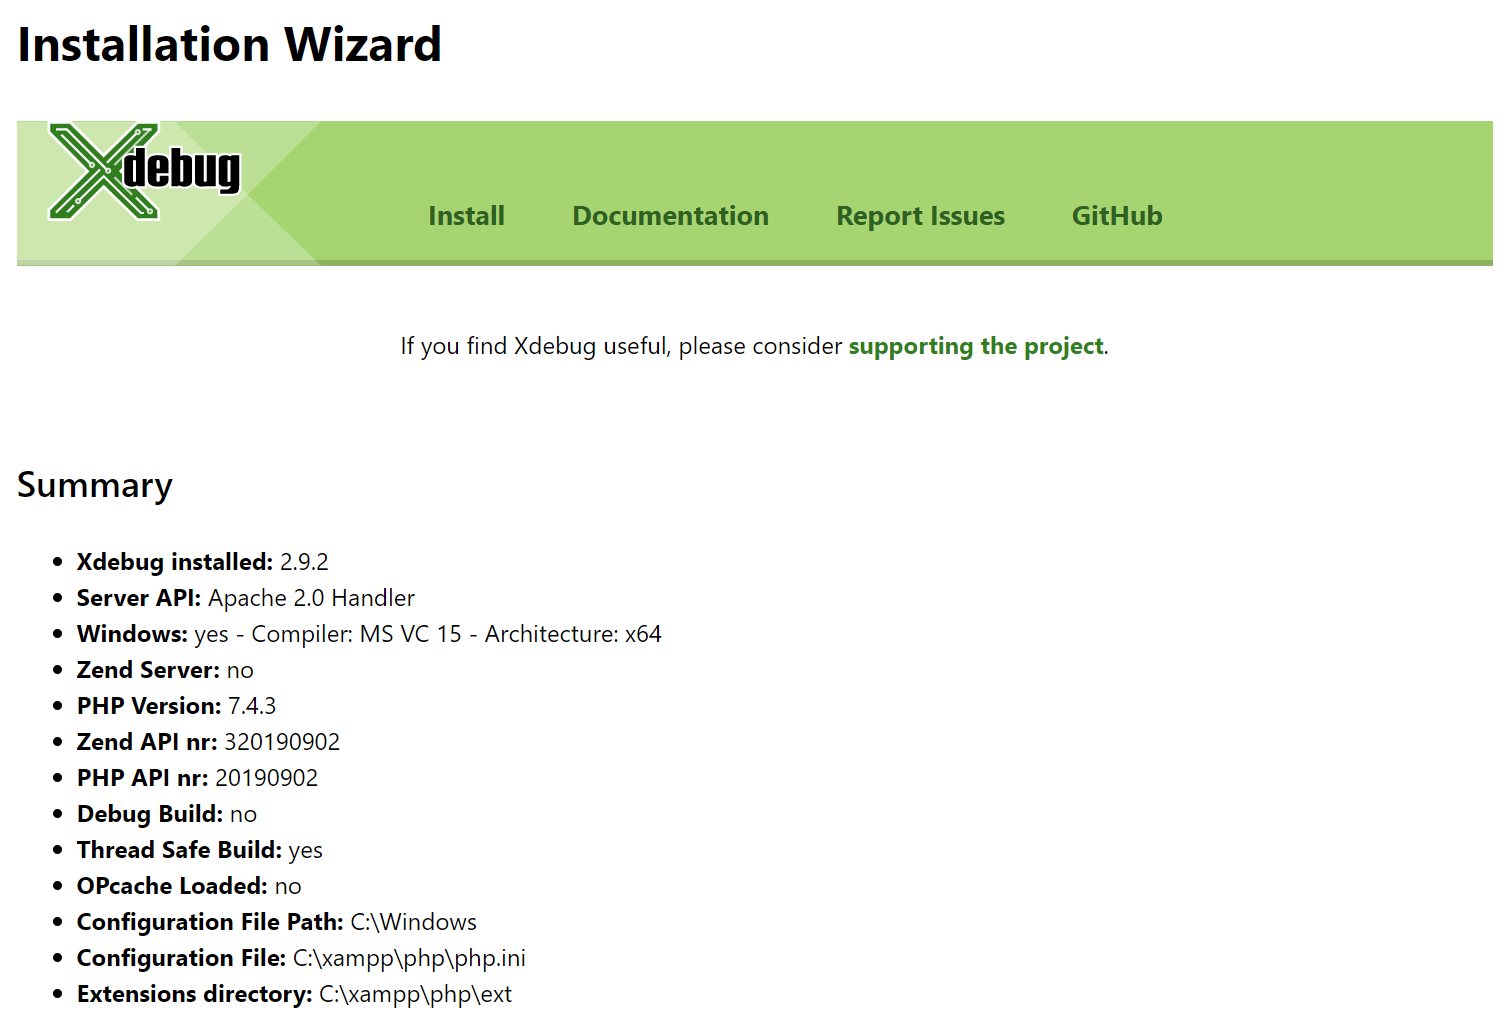 Installation Wizard
Xdebug
Install Documentation Report Issues GitHub
If you find Xdebug useful, please consider supporting the project.
Summary
• Xdebug installed: 2.9.2
• Server API: Apache 2.0 Handler
• Windows: yes - Compiler: MS VC 15 - Architecture: x64
• Zend Server: no
• PHP Version: 7.4.3
• Zend API nr: 320190902
• PHP API nr: 20190902
• Debug Build: no
• Thread Safe Build: yes
• OPcache Loaded: no
• Configuration File Path: C:\Windows
• Configuration File: C:\xampp\php\php.ini
• Extensions directory: C:\xampp\php\ext